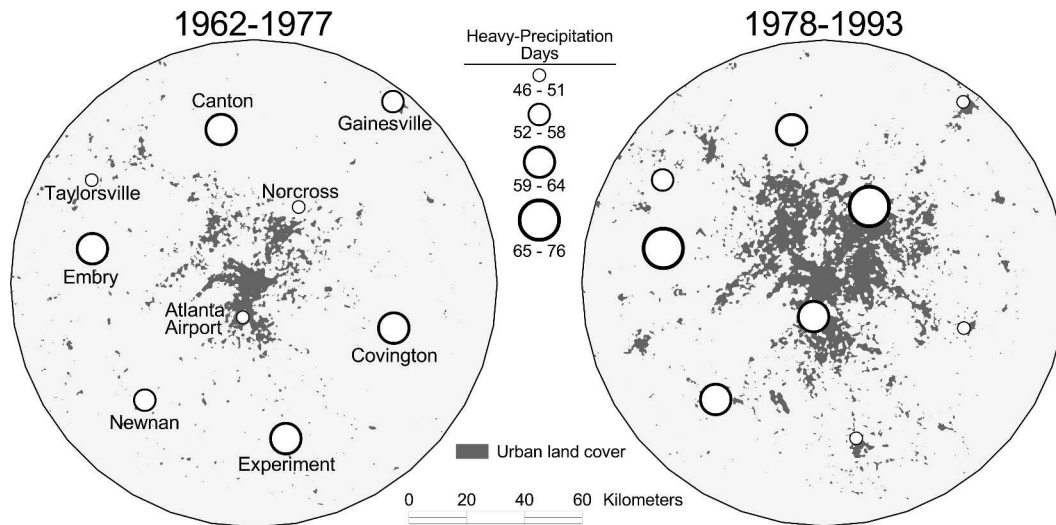 1962-1977
Canton
Gainesville
Taylorsville
Norcross
Embry
Atlanta
Airport
Covington
Newnan
Experiment
Heavy-Precipitation
Days
46 - 51
52 - 58
59 - 64
65 - 76
Urban land cover
0 20 40 60 Kilometers
1978-1993